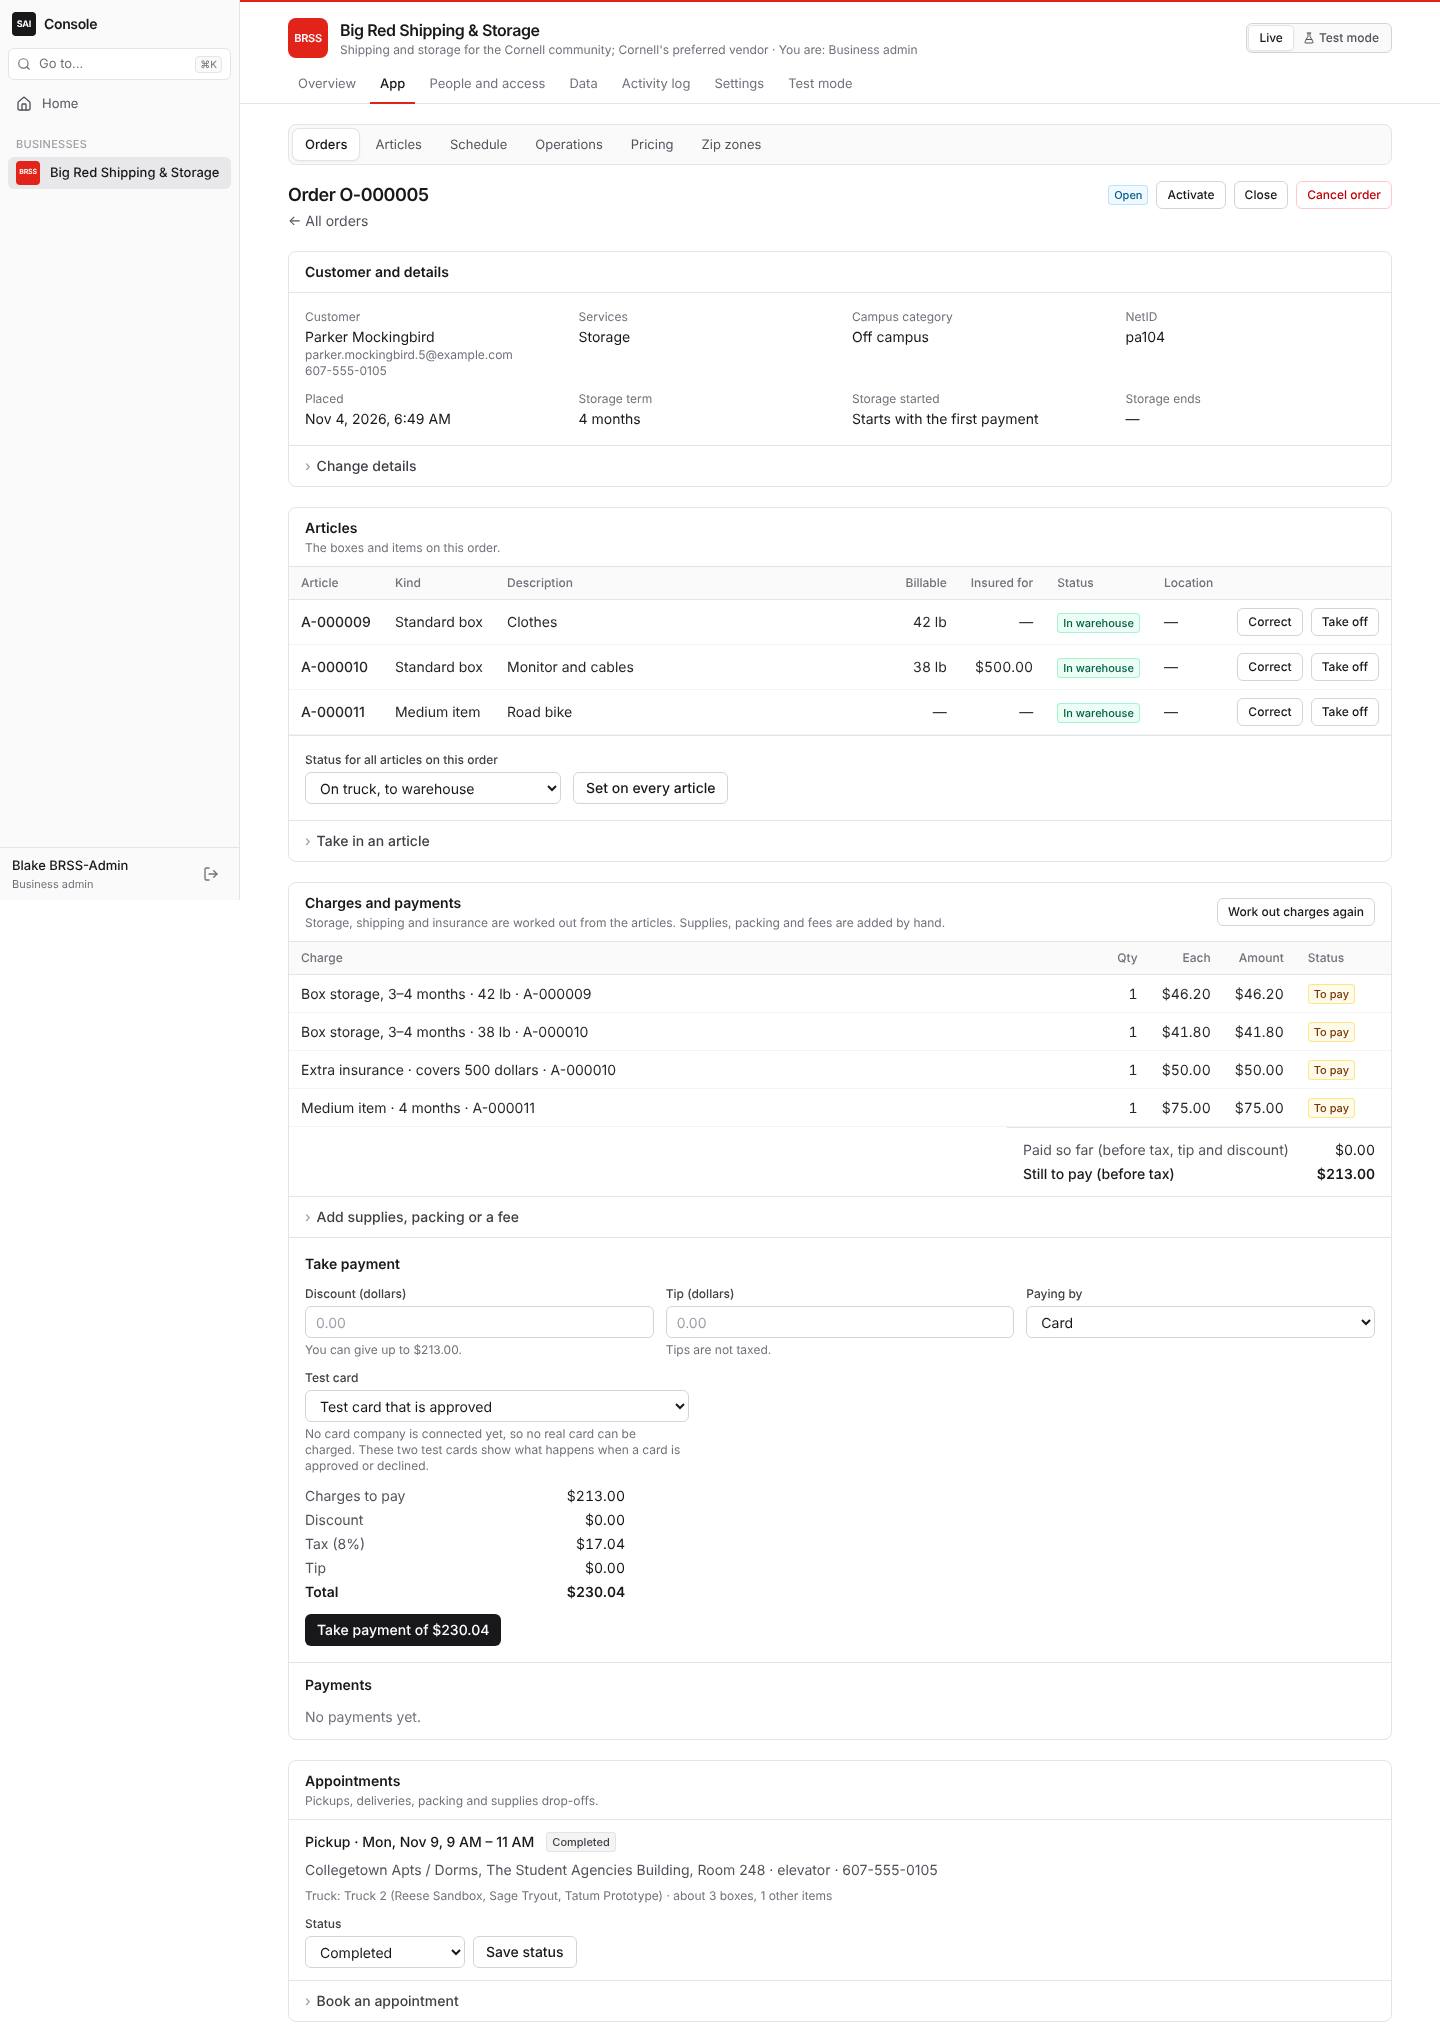 SAI Console
Go to...
⌘K
Home
BUSINESSES
BRSS Big Red Shipping & Storage
Blake BRSS-Admin
Business admin
BRSS
Big Red Shipping & Storage
Shipping and storage for the Cornell community; Cornell's preferred vendor · You are: Business admin
Live Test mode
Overview App People and access Data Activity log Settings Test mode
Orders Articles Schedule Operations Pricing Zip zones
Order O-000005
Open Activate Close Cancel order
← All orders
Customer and details
Customer Services Campus category NetID
Parker Mockingbird Storage Off campus pa104
parker.mockingbird.5@example.com
607-555-0105
Placed Storage term Storage started Storage ends
Nov 4, 2026, 6:49 AM 4 months Starts with the first payment —
› Change details
Articles
The boxes and items on this order.
Article Kind Description Billable Insured for Status Location
A-000009 Standard box Clothes 42 lb — In warehouse — Correct Take off
A-000010 Standard box Monitor and cables 38 lb $500.00 In warehouse — Correct Take off
A-000011 Medium item Road bike — — In warehouse — Correct Take off
Status for all articles on this order
On truck, to warehouse Set on every article
› Take in an article
Charges and payments
Storage, shipping and insurance are worked out from the articles. Supplies, packing and fees are added by hand.
Work out charges again
Charge Qty Each Amount Status
Box storage, 3–4 months · 42 lb · A-000009 1 $46.20 $46.20 To pay
Box storage, 3–4 months · 38 lb · A-000010 1 $41.80 $41.80 To pay
Extra insurance · covers 500 dollars · A-000010 1 $50.00 $50.00 To pay
Medium item · 4 months · A-000011 1 $75.00 $75.00 To pay
Paid so far (before tax, tip and discount) $0.00
Still to pay (before tax) $213.00
› Add supplies, packing or a fee
Take payment
Discount (dollars) Tip (dollars) Paying by
0.00 0.00 Card
You can give up to $213.00. Tips are not taxed.
Test card
Test card that is approved
No card company is connected yet, so no real card can be
charged. These two test cards show what happens when a card is
approved or declined.
Charges to pay $213.00
Discount $0.00
Tax (8%) $17.04
Tip $0.00
Total $230.04
Take payment of $230.04
Payments
No payments yet.
Appointments
Pickups, deliveries, packing and supplies drop-offs.
Pickup · Mon, Nov 9, 9 AM – 11 AM Completed
Collegetown Apts / Dorms, The Student Agencies Building, Room 248 · elevator · 607-555-0105
Truck: Truck 2 (Reese Sandbox, Sage Tryout, Tatum Prototype) · about 3 boxes, 1 other items
Status
Completed Save status
› Book an appointment